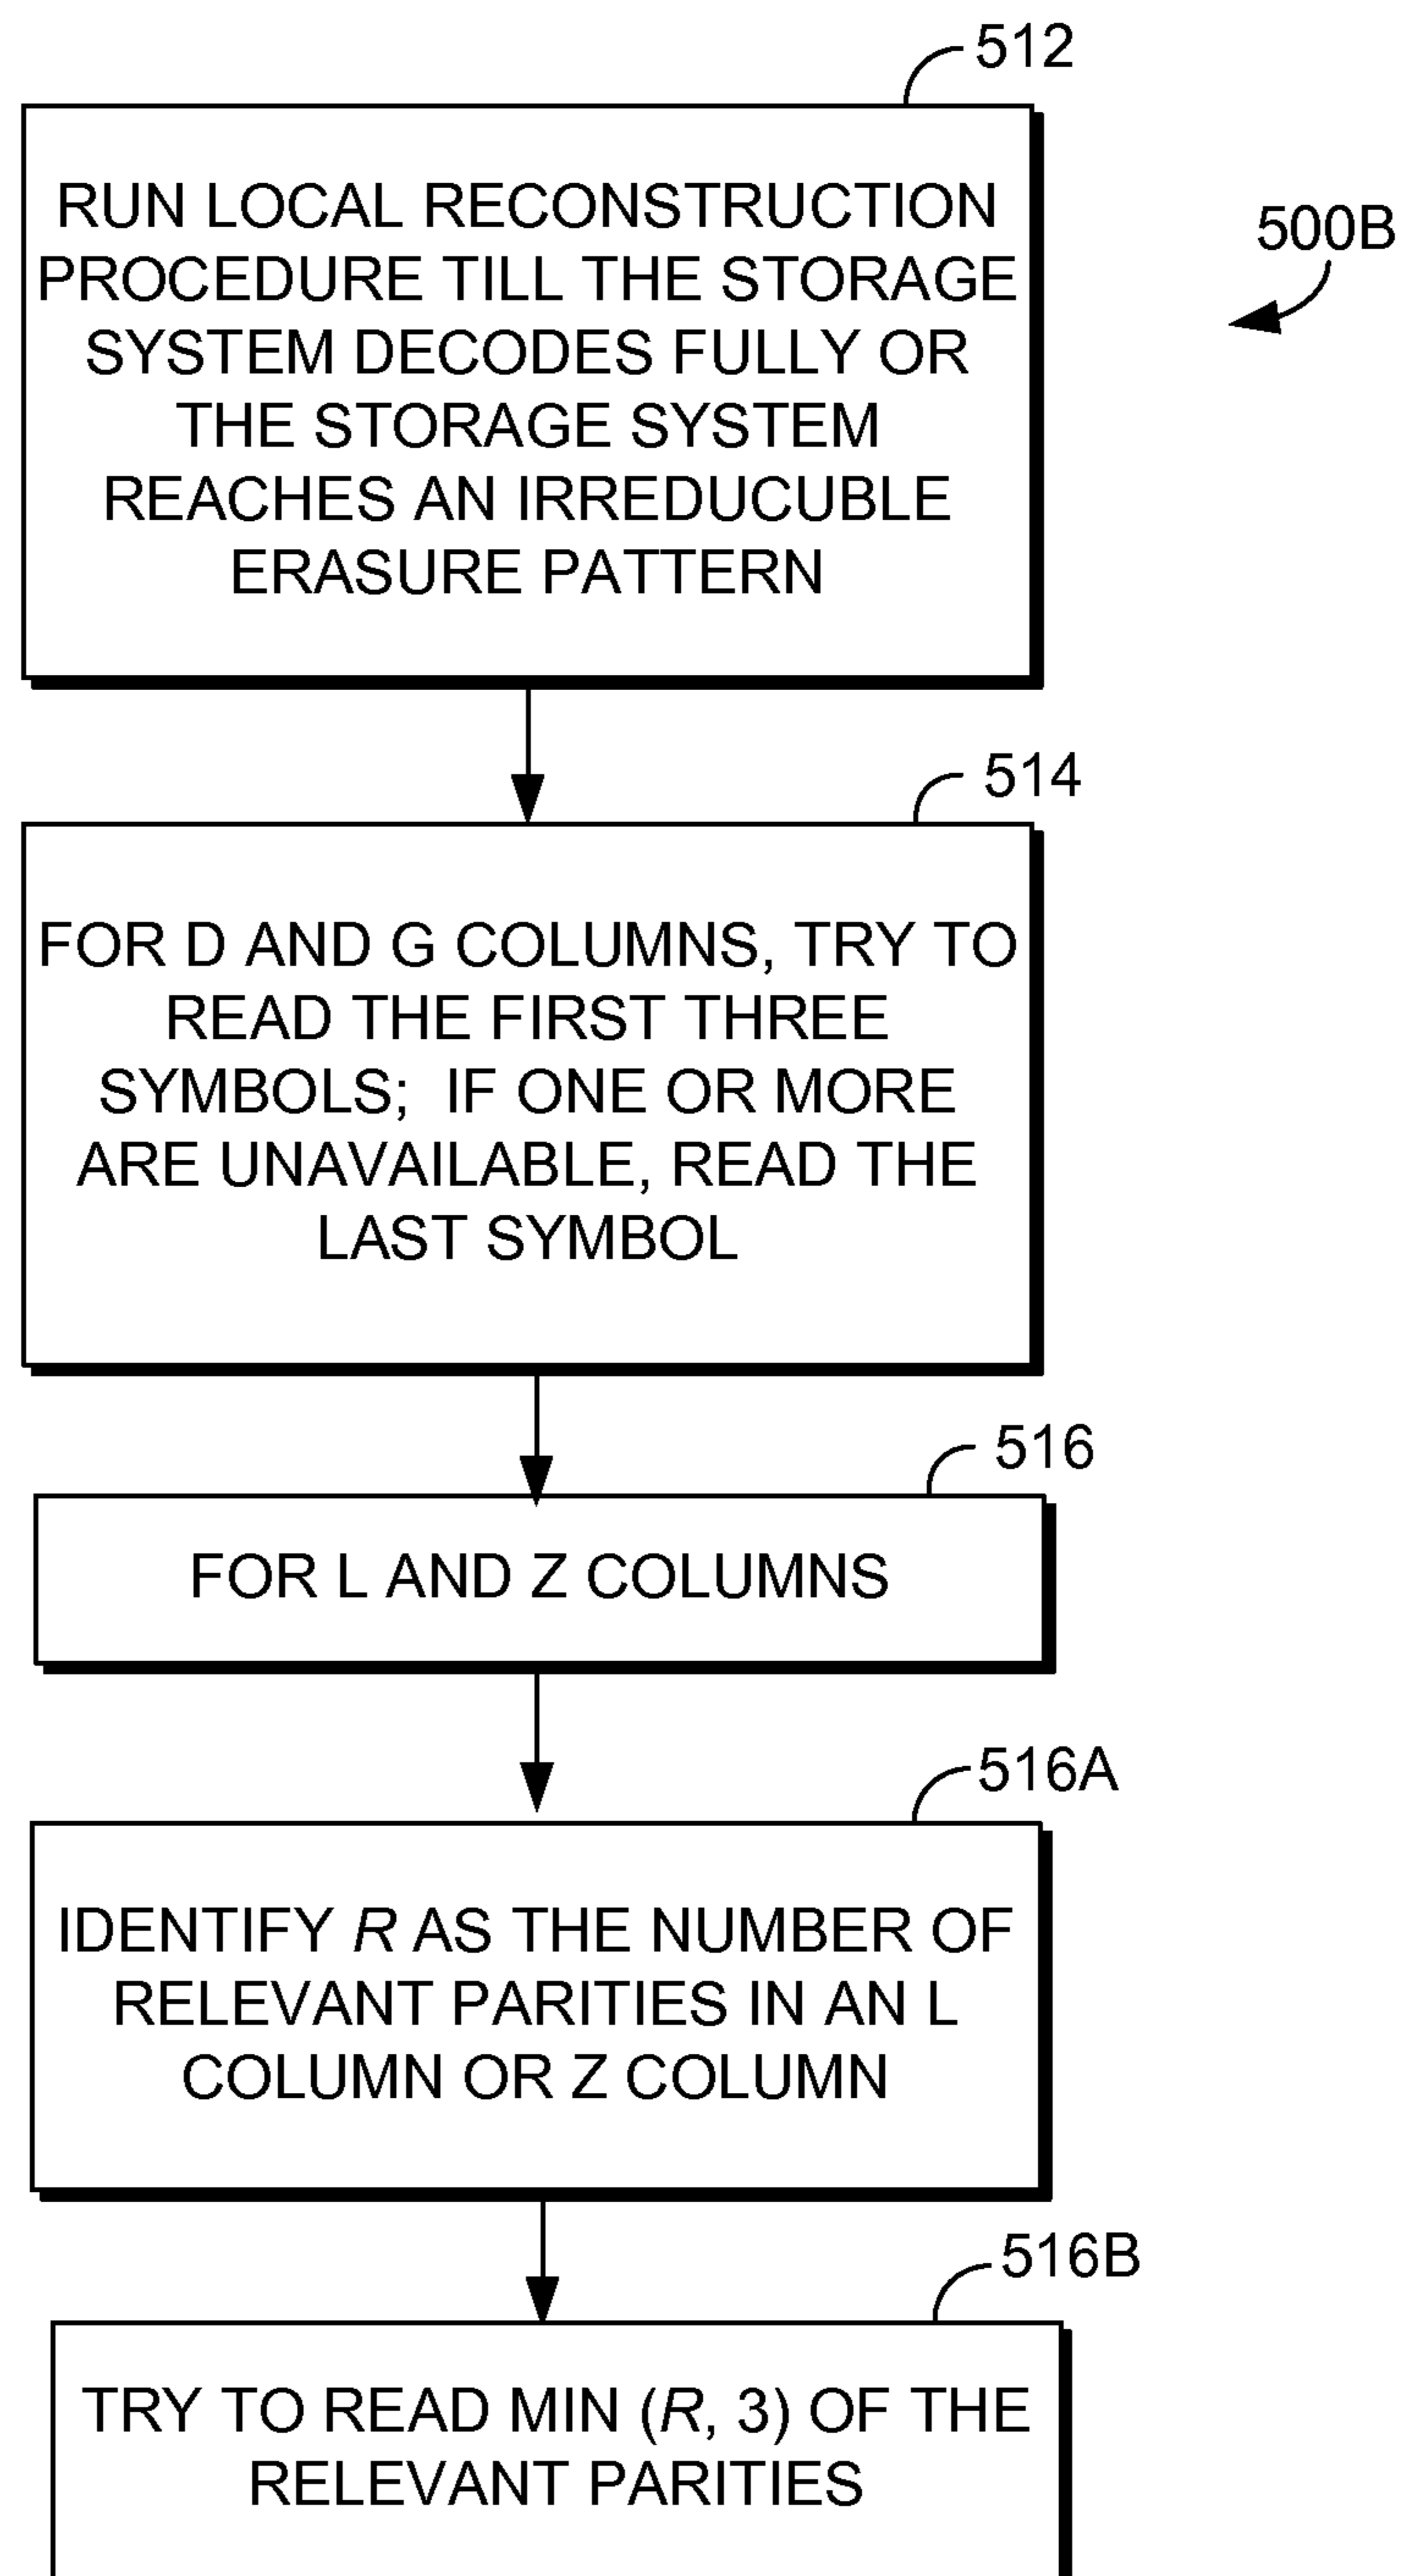 512
RUN LOCAL RECONSTRUCTION
PROCEDURE TILL THE STORAGE
SYSTEM DECODES FULLY OR
THE STORAGE SYSTEM
REACHES AN IRREDUCUBLE
ERASURE PATTERN
500B
514
FOR D AND G COLUMNS, TRY TO
READ THE FIRST THREE
SYMBOLS; IF ONE OR MORE
ARE UNAVAILABLE, READ THE
LAST SYMBOL
516
FOR L AND Z COLUMNS
516A
IDENTIFY R AS THE NUMBER OF
RELEVANT PARITIES IN AN L
COLUMN OR Z COLUMN
516B
TRY TO READ MIN (R, 3) OF THE
RELEVANT PARITIES